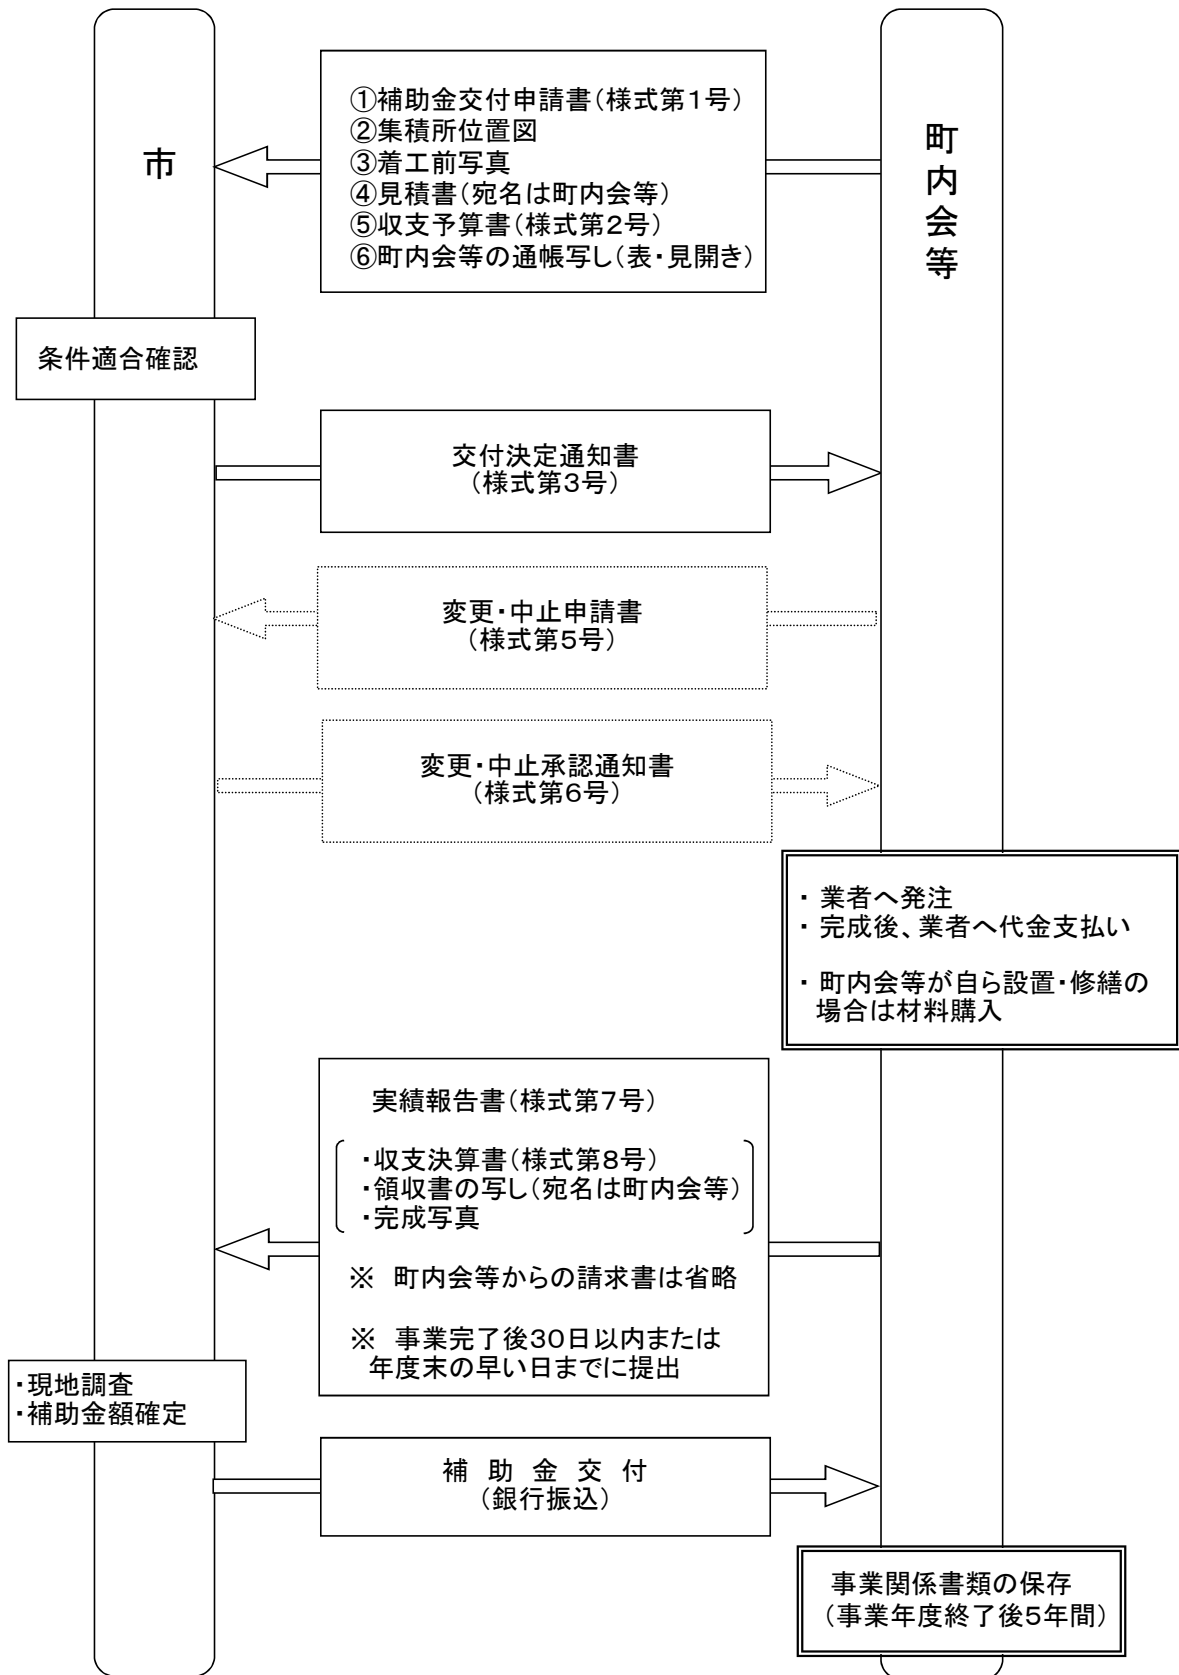 市
町内会等
①補助金交付申請書(様式第1号)
②集積所位置図
③着工前写真
④見積書(宛名は町内会等)
⑤収支予算書(様式第2号)
⑥町内会等の通帳写し(表・見開き)
条件適合確認
交付決定通知書
(様式第3号)
変更・中止申請書
(様式第5号)
変更・中止承認通知書
(様式第6号)
・ 業者へ発注
・ 完成後、業者へ代金支払い
・ 町内会等が自ら設置・修繕の
場合は材料購入
実績報告書(様式第7号)
・収支決算書(様式第8号)
・領収書の写し(宛名は町内会等)
・完成写真
※ 町内会等からの請求書は省略
※ 事業完了後30日以内または
年度末の早い日までに提出
・現地調査
・補助金額確定
補 助 金 交 付
(銀行振込)
事業関係書類の保存
(事業年度終了後5年間)